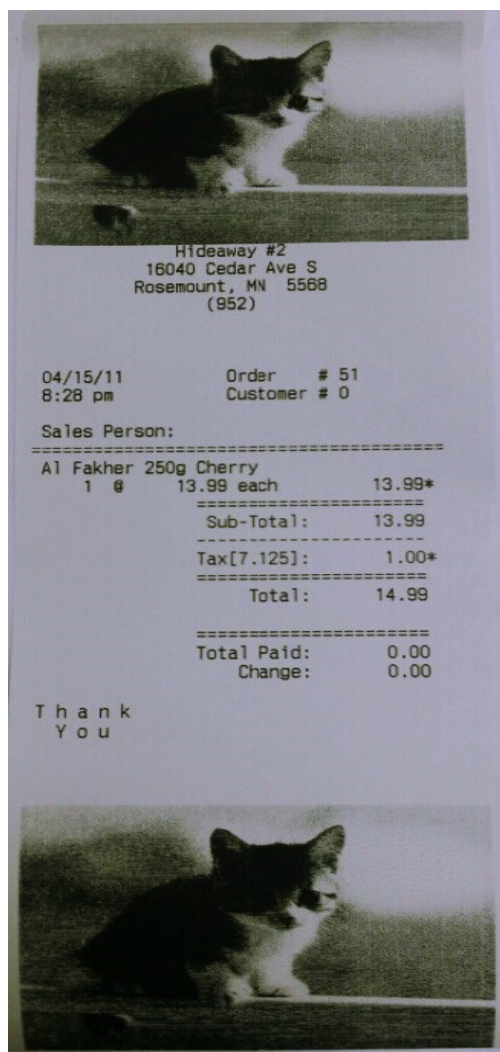 Hideaway #2
16040 Cedar Ave S
Rosemount, MN 5568
(952)
04/15/11 Order # 51
8:28 pm Customer # 0
Sales Person:
==========================================
Al Fakher 250g Cherry
1 @ 13.99 each 13.99*
=======================
Sub-Total: 13.99
-----------------------
Tax[7.125]: 1.00*
=======================
Total: 14.99
=======================
Total Paid: 0.00
Change: 0.00
T h a n k
Y o u